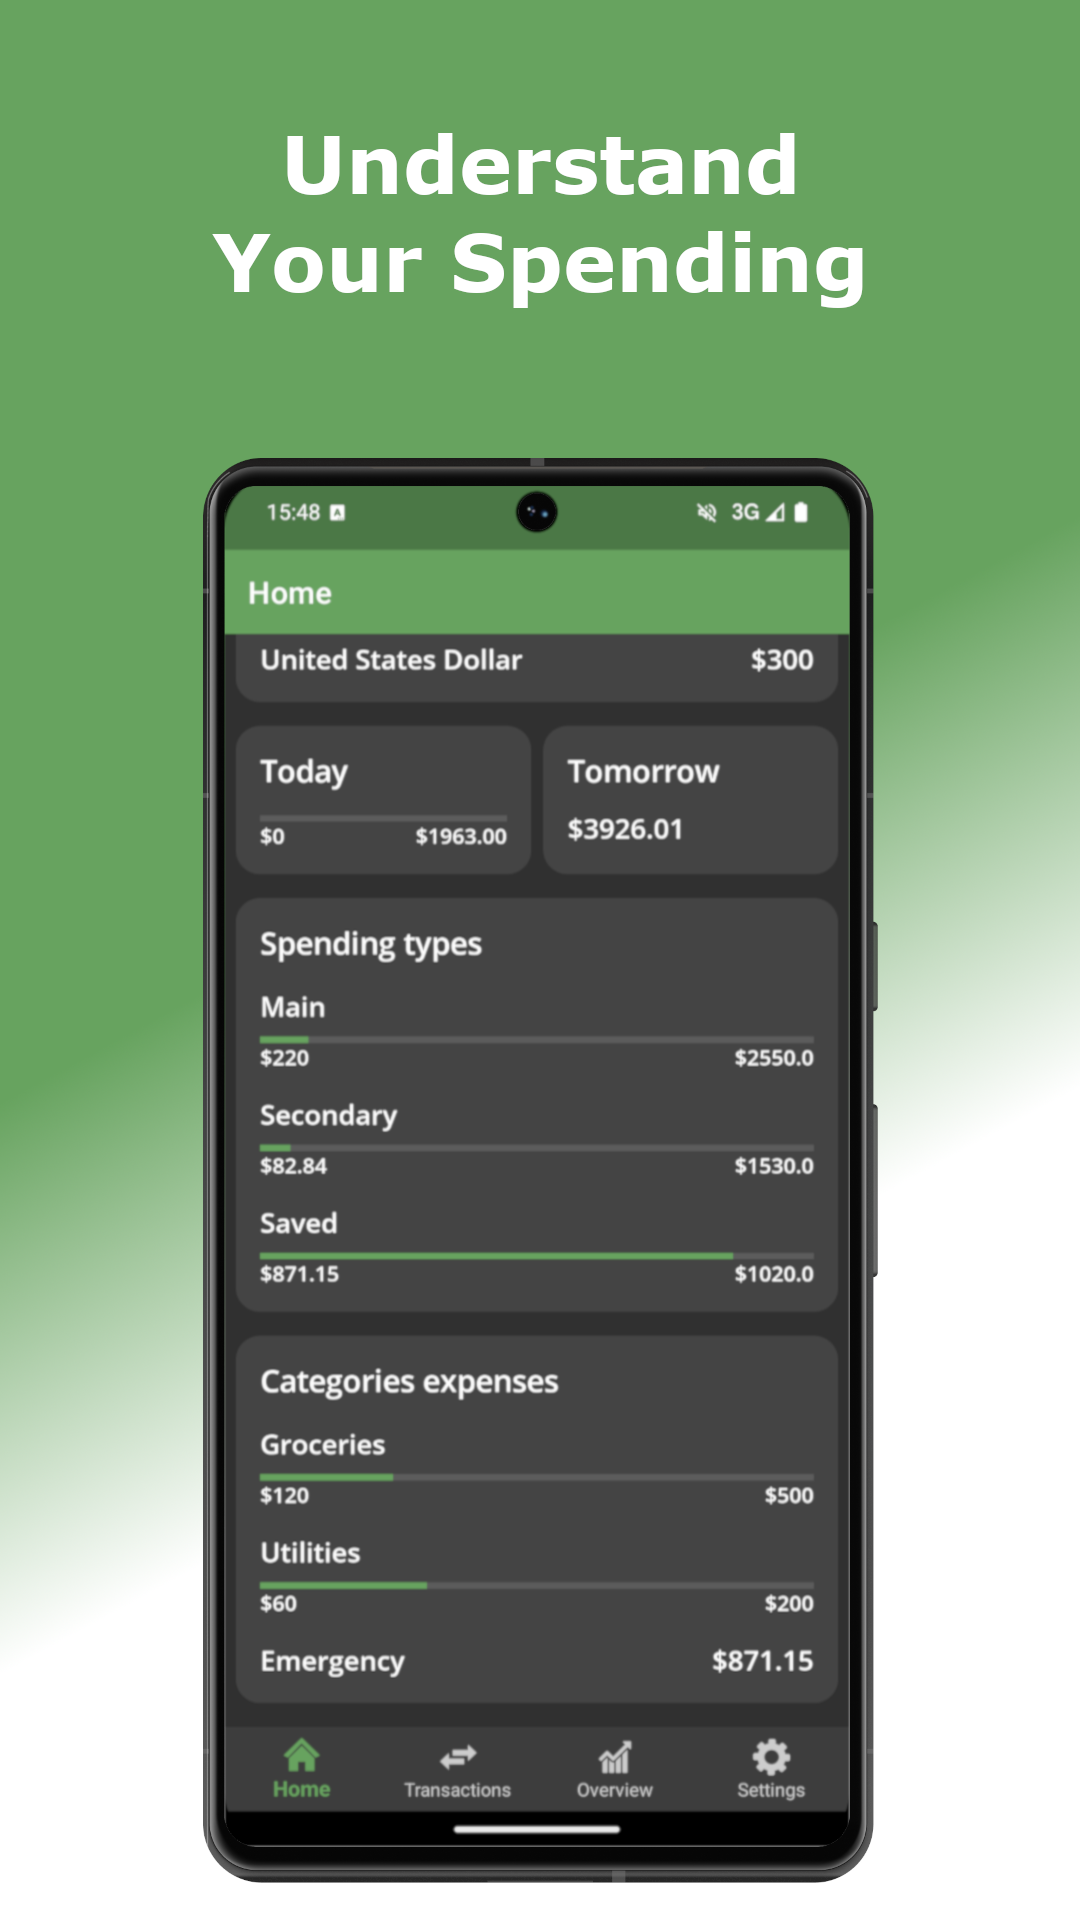 Understand
Your Spending
15:48 A 3G
Home
United States Dollar $300
Today Tomorrow
$0 $1963.00 $3926.01
Spending types
Main
$220 $2550.0
Secondary
$82.84 $1530.0
Saved
$871.15 $1020.0
Categories expenses
Groceries
$120 $500
Utilities
$60 $200
Emergency $871.15
Home Transactions Overview Settings